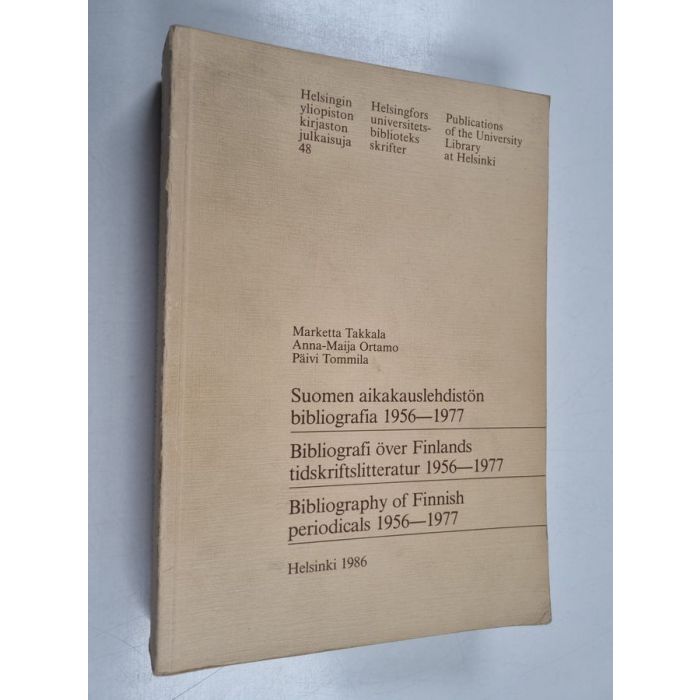 Helsingin
yliopiston
kirjaston
julkaisuja
48
Helsingfors
universitets-
biblioteks
skrifter
Publications
of the University
Library
at Helsinki
Marketta Takkala
Anna-Maija Ortamo
Päivi Tommila
Suomen aikakauslehdistön
bibliografia 1956—1977
Bibliografi över Finlands
tidskriftslitteratur 1956—1977
Bibliography of Finnish
periodicals 1956—1977
Helsinki 1986